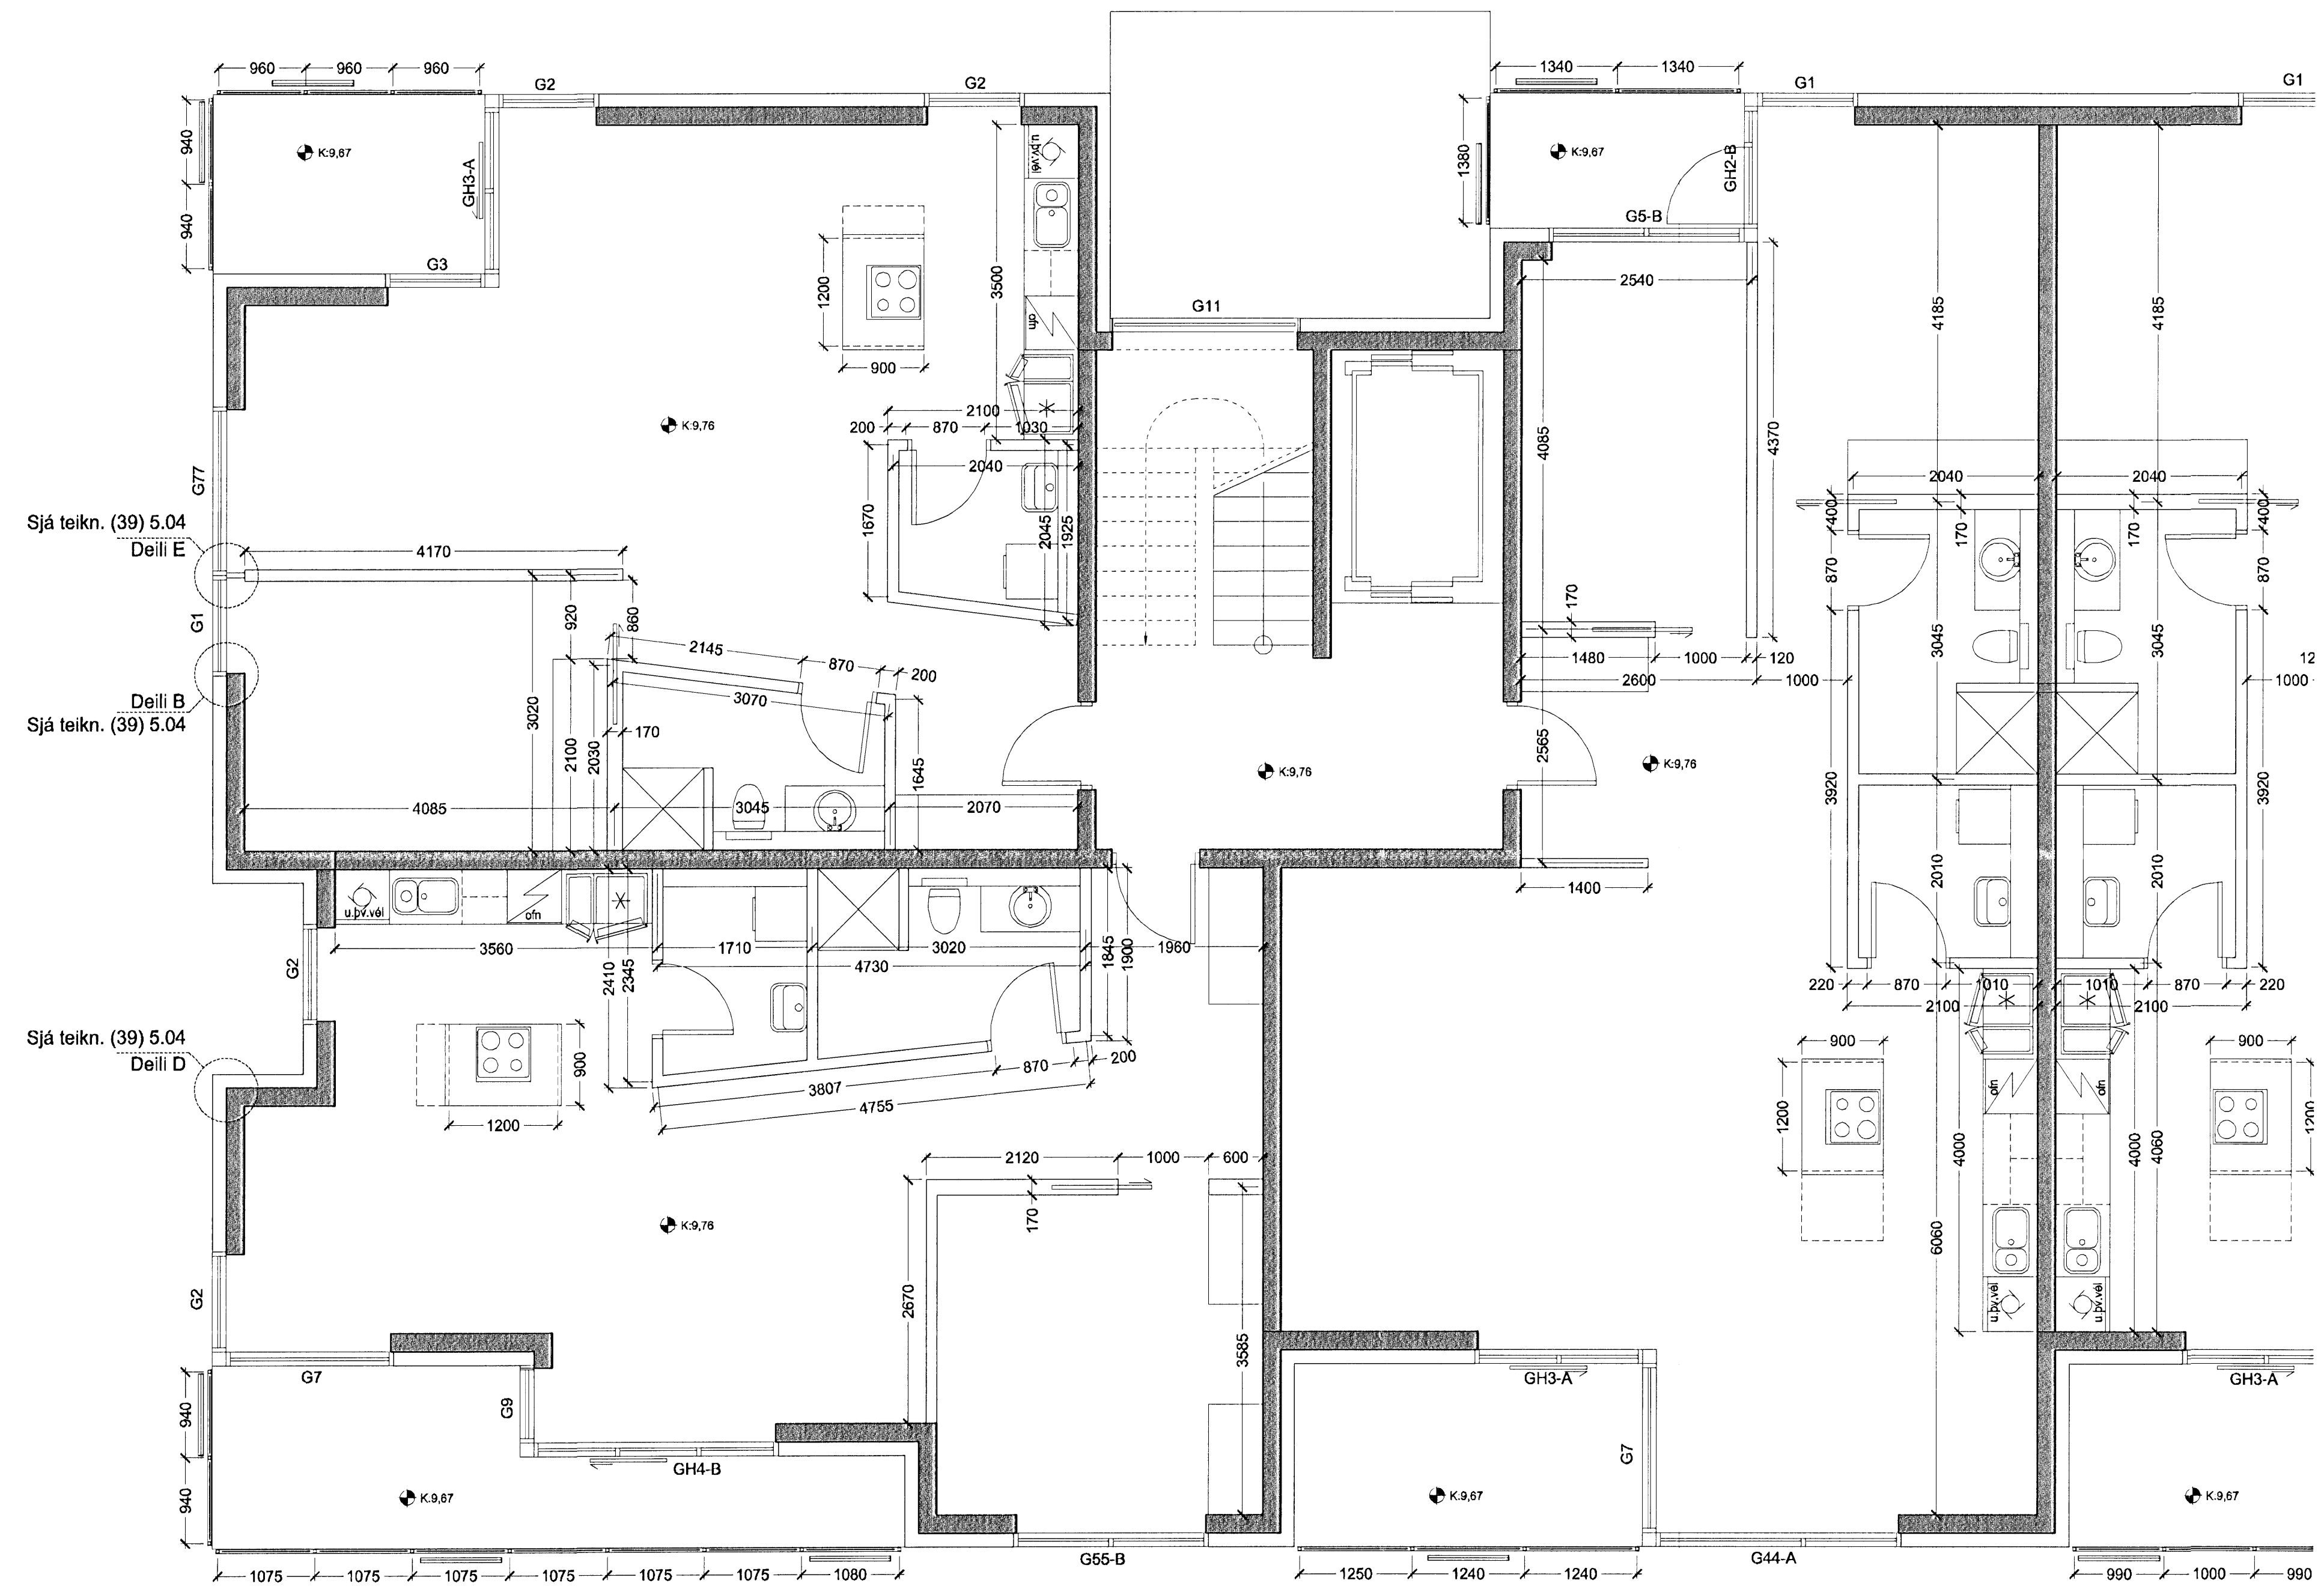 960 960 960
G2
G2
1340 1340
G1
G1
940
940
K:9,67
GH3-A
G3
u.þv.vél
3500
1200
900
ofn
G11
1380
K:9,67
GH2-B
G5-B
2540
4185
4185
K:9,76
2100
200 870 1030
2040
1670
2045
1925
4085
4370
G77
Sjá teikn. (39) 5.04
Deili E
4170
G1
920
860
3020
2145
870
200
3070
170
Deili B
Sjá teikn. (39) 5.04
2100
2030
1645
4085 3045 2070
K:9,76
170
1480 1000 120
2600 1000
2565
K:9,76
1400
2040
2040
400
400
170
170
870
870
3045
3045
1000
3920
3920
2010
2010
220 870 1010
1010 870 220
2100
2100
u.þv.vél
ofn
3560 1710 3020 1960
4730
1845
1900
2410
2345
G2
Sjá teikn. (39) 5.04
Deili D
900
1200
3807
870
200
4755
2120 1000 600
170
K:9,76
2670
3585
900
900
1200
1200
ofn
ofn
4000
4000
4060
6060
u.þv.vél
u.þv.vél
G2
G7
G9
GH4-B
940
940
K:9,67
G55-B
1075 1075 1075 1075 1075 1075 1080
GH3-A
G7
K:9,67
G44-A
1250 1240 1240
GH3-A
K:9,67
990 1000 990